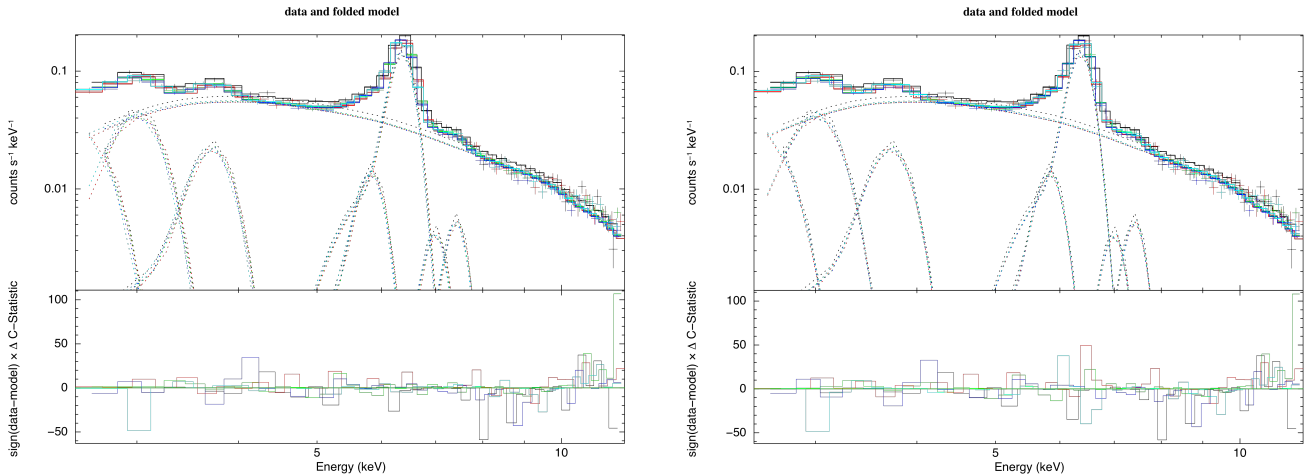 data and folded model
counts s⁻¹ keV⁻¹
0.1
0.01
sign(data−model) × Δ C−Statistic
100
50
0
−50
5
10
Energy (keV)
data and folded model
counts s⁻¹ keV⁻¹
0.1
0.01
sign(data−model) × Δ C−Statistic
100
50
0
−50
5
10
Energy (keV)